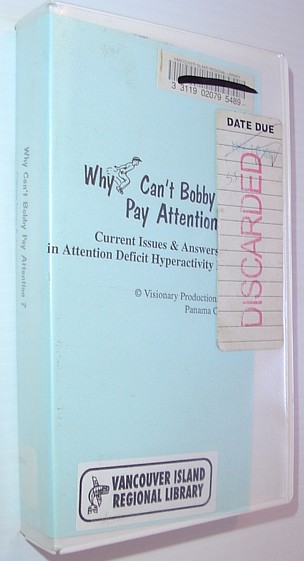 3 3119 02079 5489
DATE DUE
DISCARDED
Why Can't Bobby
Pay Attention
Current Issues & Answers
in Attention Deficit Hyperactivity
© Visionary Production
Panama C
Why Can't Bobby Pay Attention ?
VANCOUVER ISLAND
REGIONAL LIBRARY